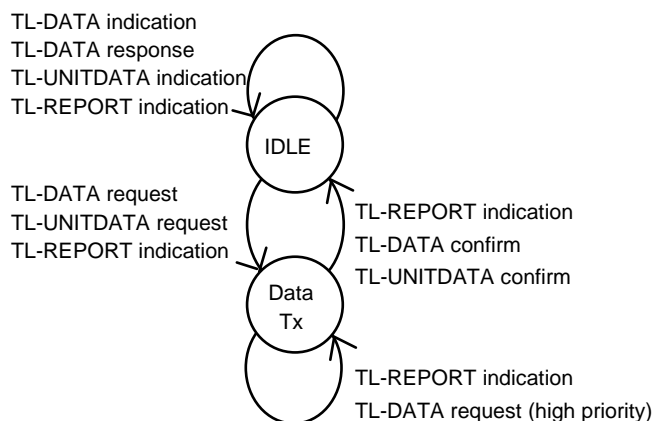 TL-DATA indication
TL-DATA response
TL-UNITDATA indication
TL-REPORT indication
IDLE
TL-DATA request
TL-UNITDATA request
TL-REPORT indication
TL-REPORT indication
TL-DATA confirm
TL-UNITDATA confirm
Data
Tx
TL-REPORT indication
TL-DATA request (high priority)